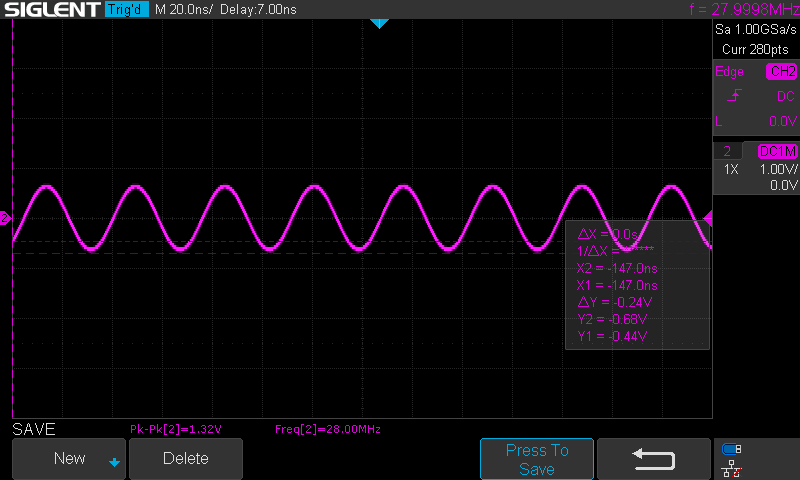 SIGLENT Trig'd M 20.0ns/ Delay:7.00ns f = 27.9998MHz
Sa 1.00GSa/s
Curr 280pts
Edge CH2
DC
L 0.0V
2 DC1M
1X 1.00V/
0.0V
2
ΔX = 0.0s
1/ΔX = ******
X2 = -147.0ns
X1 = -147.0ns
ΔY = -0.24V
Y2 = -0.68V
Y1 = -0.44V
SAVE Pk-Pk[2]=1.32V Freq[2]=28.00MHz
New Delete Press To
Save